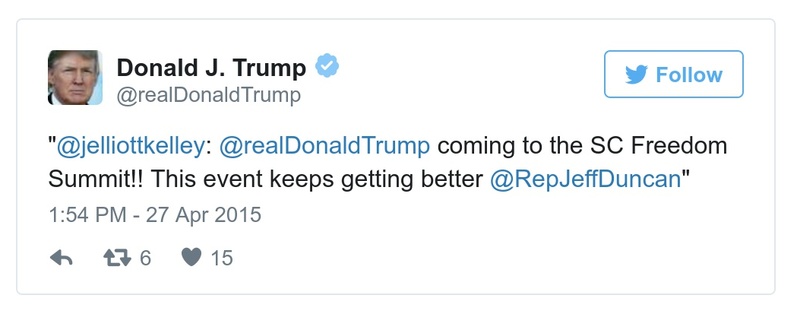 Donald J. Trump
Follow
@realDonaldTrump
"@jelliottkelley: @realDonaldTrump coming to the SC Freedom
Summit!! This event keeps getting better @RepJeffDuncan"
1:54 PM - 27 Apr 2015
6 15